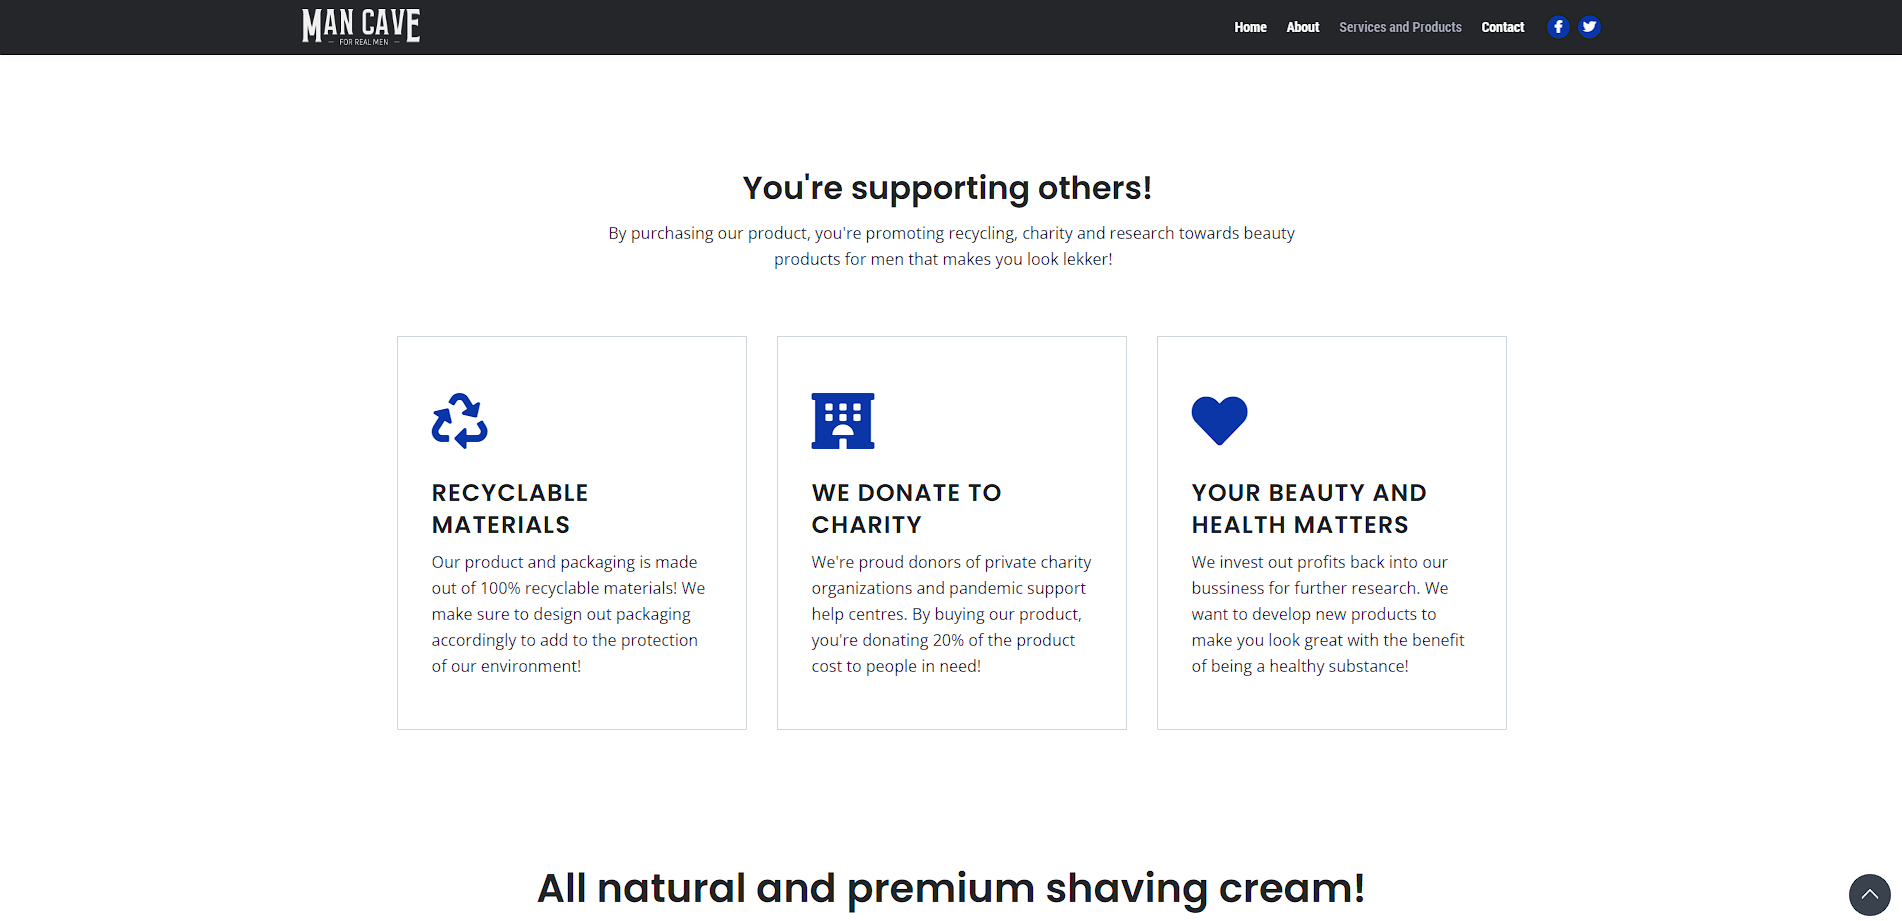 MAN CAVE
– FOR REAL MEN –
Home About Services and Products Contact
You're supporting others!
By purchasing our product, you're promoting recycling, charity and research towards beauty
products for men that makes you look lekker!
RECYCLABLE
MATERIALS
Our product and packaging is made
out of 100% recyclable materials! We
make sure to design out packaging
accordingly to add to the protection
of our environment!
WE DONATE TO
CHARITY
We're proud donors of private charity
organizations and pandemic support
help centres. By buying our product,
you're donating 20% of the product
cost to people in need!
YOUR BEAUTY AND
HEALTH MATTERS
We invest out profits back into our
bussiness for further research. We
want to develop new products to
make you look great with the benefit
of being a healthy substance!
All natural and premium shaving cream!